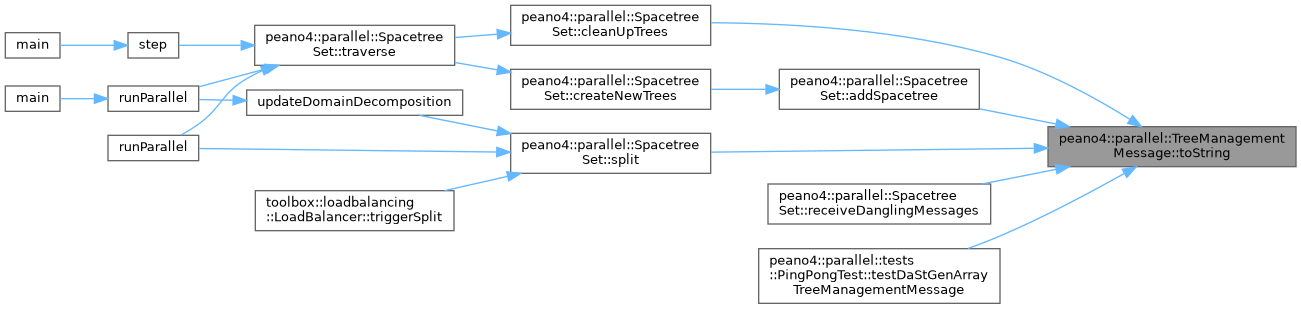 main
step
peano4::parallel::Spacetree
Set::traverse
peano4::parallel::Spacetree
Set::cleanUpTrees
main
runParallel
updateDomainDecomposition
peano4::parallel::Spacetree
Set::createNewTrees
peano4::parallel::Spacetree
Set::addSpacetree
runParallel
peano4::parallel::Spacetree
Set::split
peano4::parallel::TreeManagement
Message::toString
toolbox::loadbalancing
::LoadBalancer::triggerSplit
peano4::parallel::Spacetree
Set::receiveDanglingMessages
peano4::parallel::tests
::PingPongTest::testDaStGenArray
TreeManagementMessage